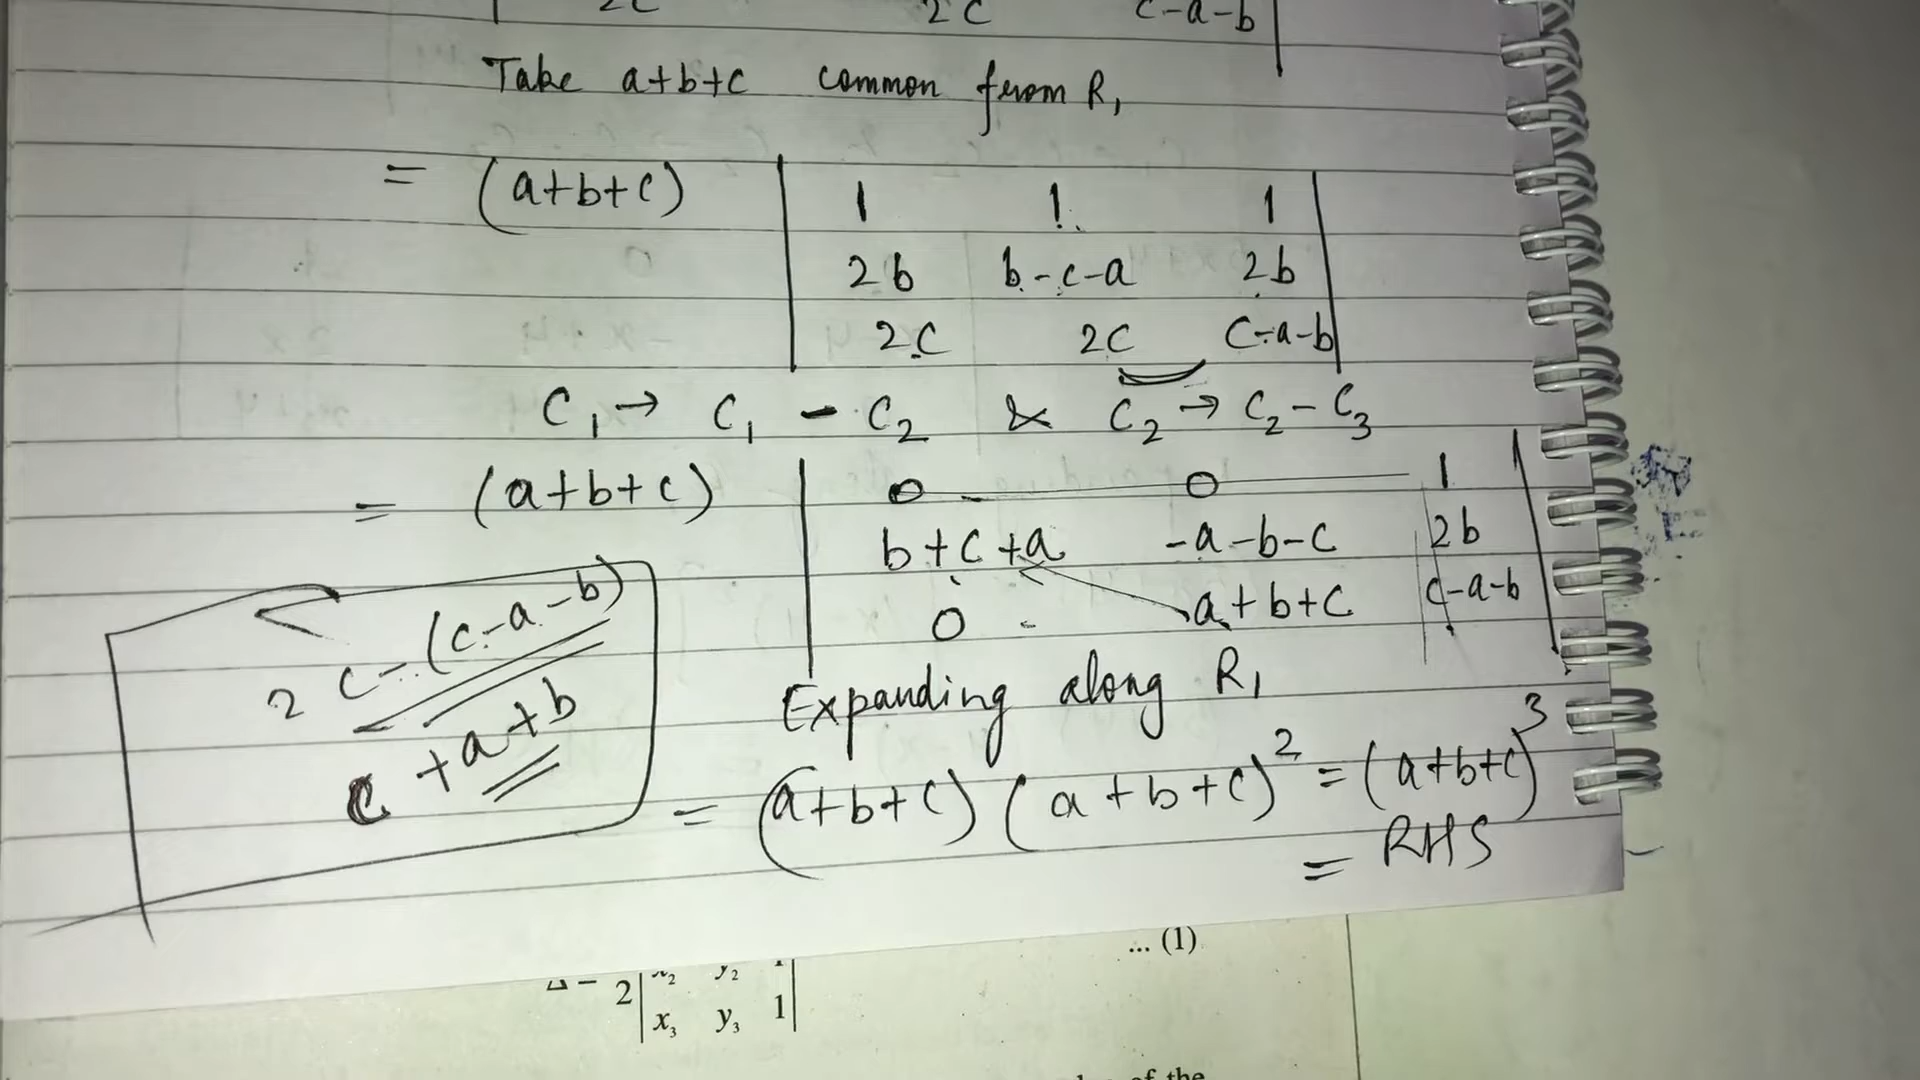 2C 2C C-a-b
Take a+b+c common from R₁
= (a+b+c) | 1 1 1 |
| 2b b-c-a 2b |
| 2C 2C C-a-b |
C₁ → C₁ - C₂ & C₂ → C₂ - C₃
= (a+b+c) | 0 0 1 |
| b+c+a -a-b-c 2b |
| 0 a+b+c c-a-b |
2c-(c-a-b)
c+a+b
Expanding along R₁
= (a+b+c) (a+b+c)² = (a+b+c)³
= RHS
... (1)
2 | x₂ y₂ 1 |
| x₃ y₃ 1 |
of the